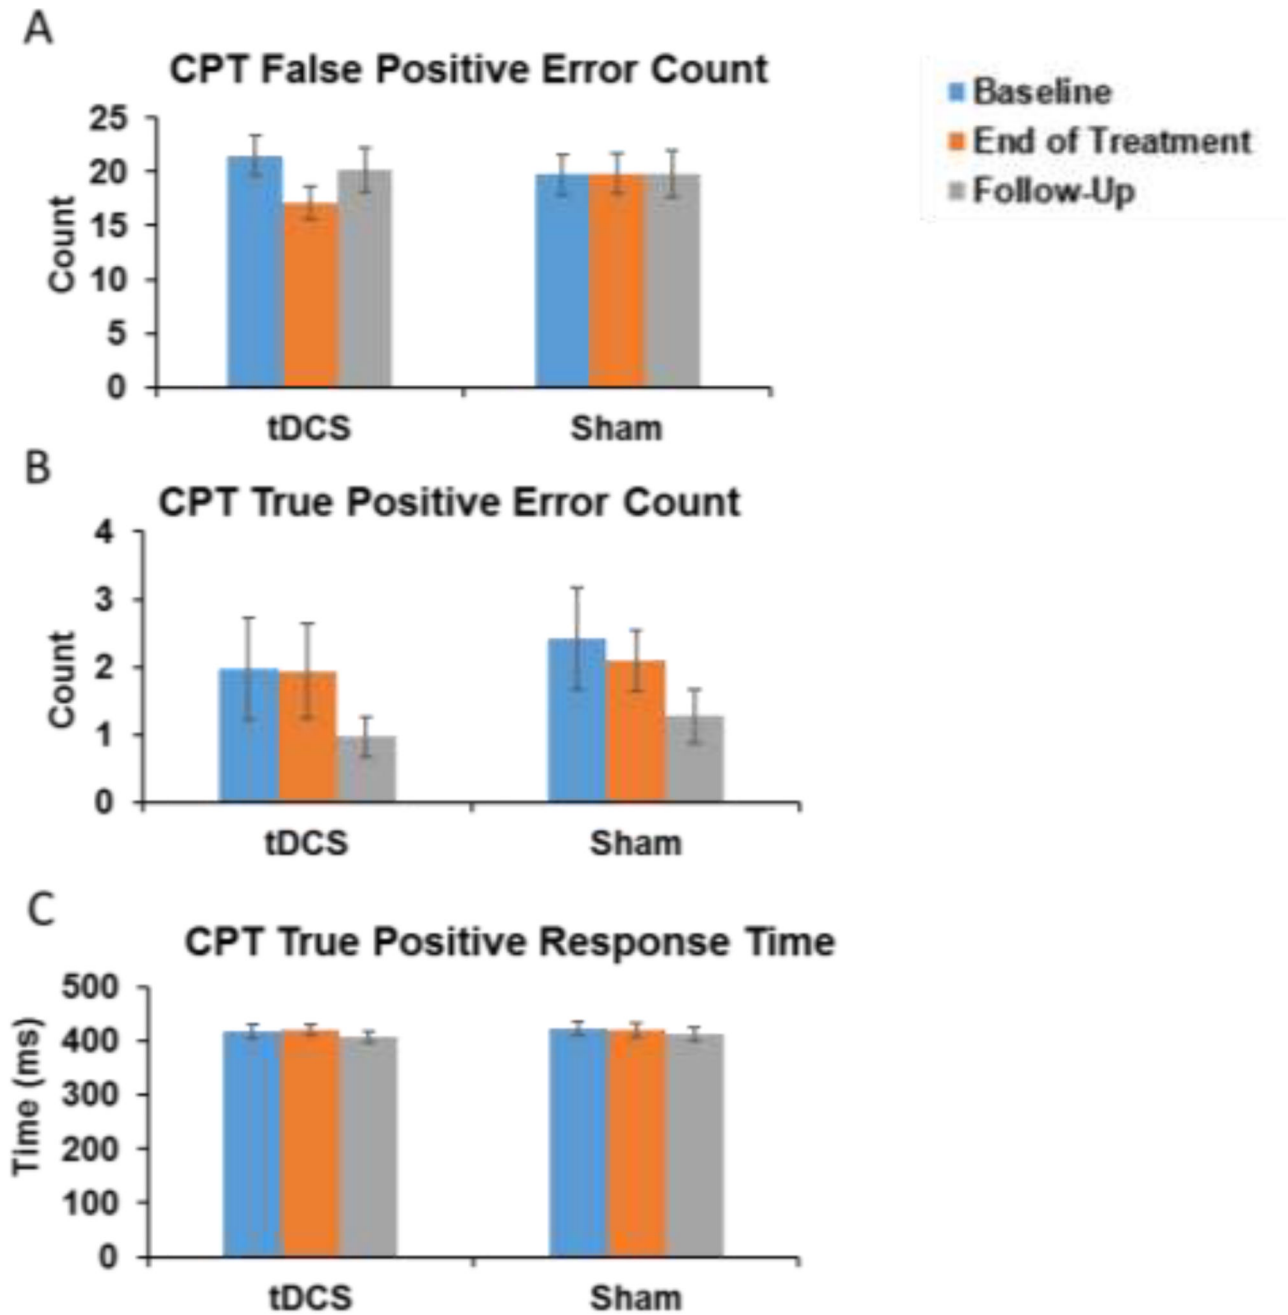 A
CPT False Positive Error Count
Baseline
End of Treatment
Follow-Up
25
20
15
10
5
0
Count
tDCS
Sham
B
CPT True Positive Error Count
4
3
2
1
0
Count
tDCS
Sham
C
CPT True Positive Response Time
500
400
300
200
100
0
Time (ms)
tDCS
Sham